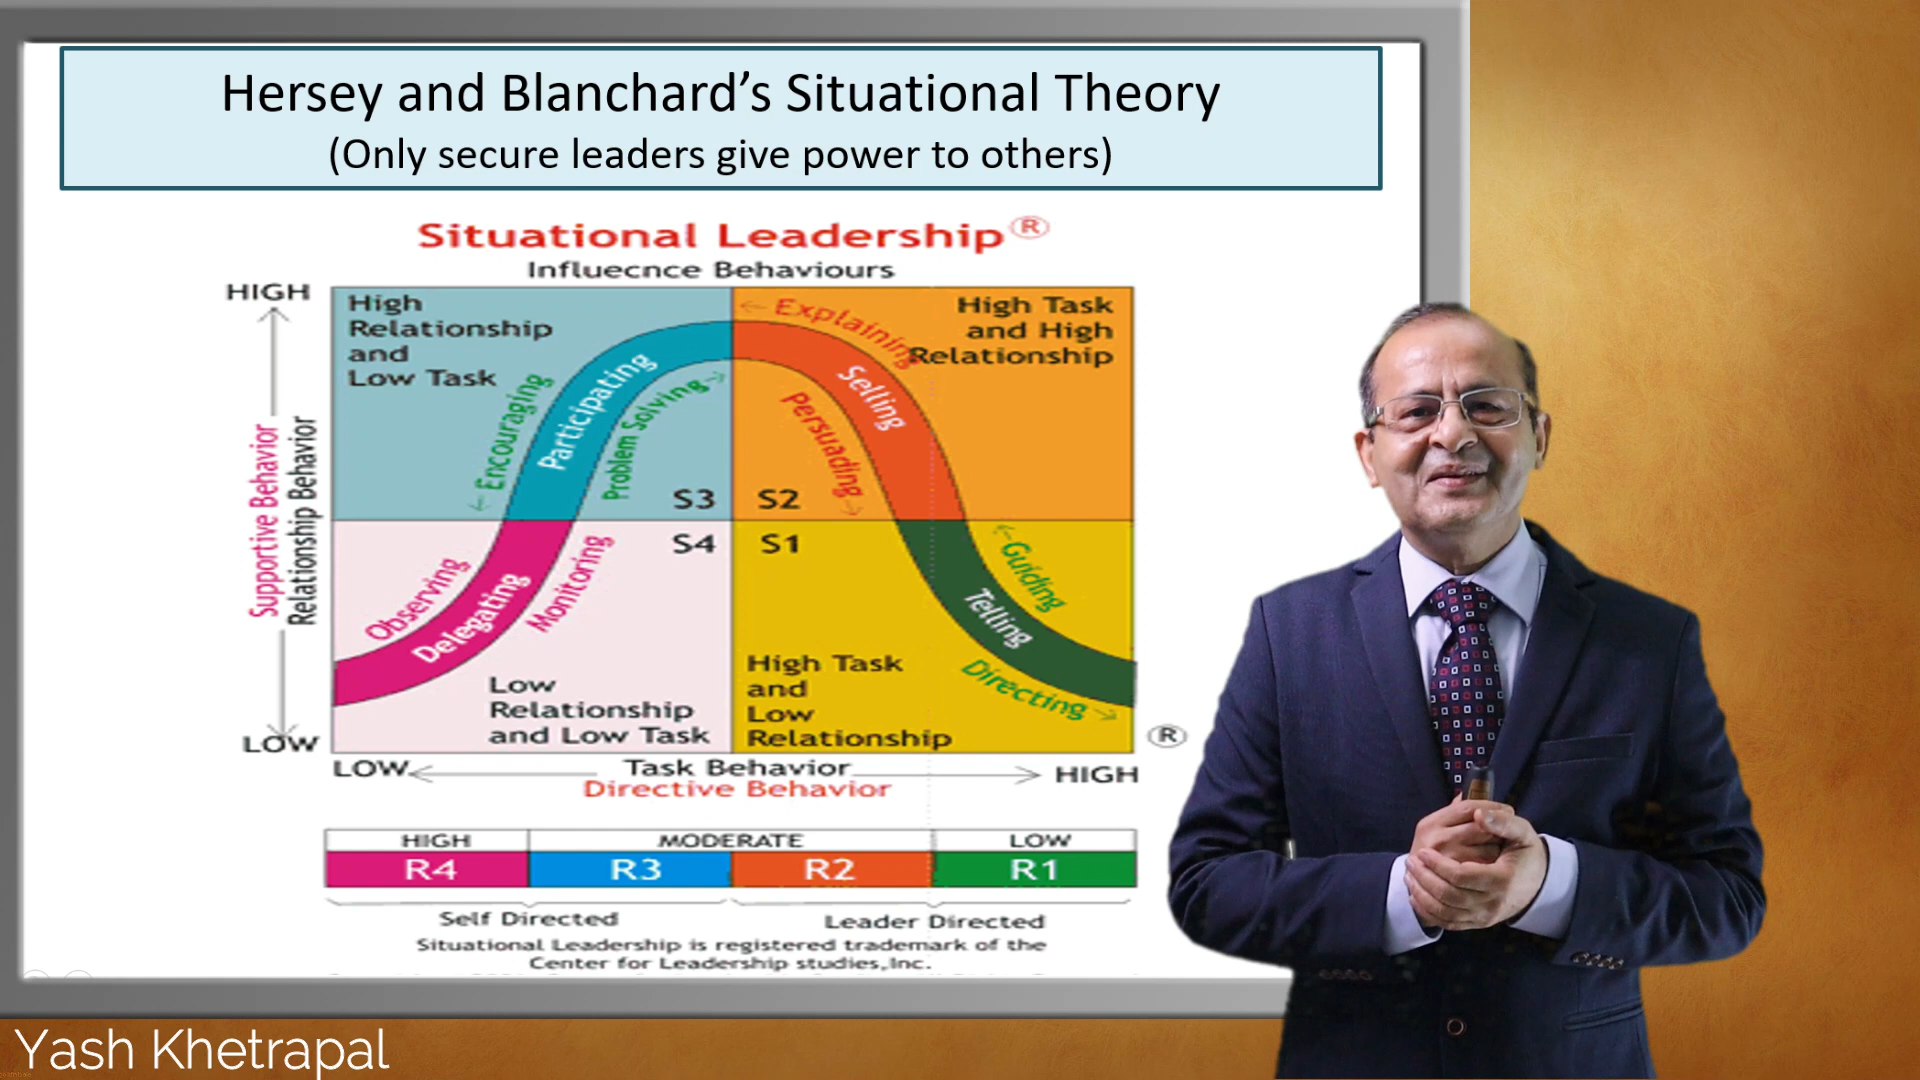 Hersey and Blanchard’s Situational Theory
(Only secure leaders give power to others)
Situational Leadership®
Influecnce Behaviours
HIGH
High
Relationship
and
Low Task
← Encouraging
Participating
Problem Solving →
S3
← Explaining
High Task
and High
Relationship
Selling
Persuading →
S2
Supportive Behavior
Relationship Behavior
S4
Observing
Delegating
Monitoring
Low
Relationship
and Low Task
S1
← Guiding
Telling
Directing →
High Task
and
Low
Relationship
LOW
®
LOW
Task Behavior
HIGH
Directive Behavior
HIGH MODERATE LOW
R4 R3 R2 R1
Self Directed Leader Directed
Situational Leadership is registered trademark of the
Center for Leadership studies,Inc.
Yash Khetrapal